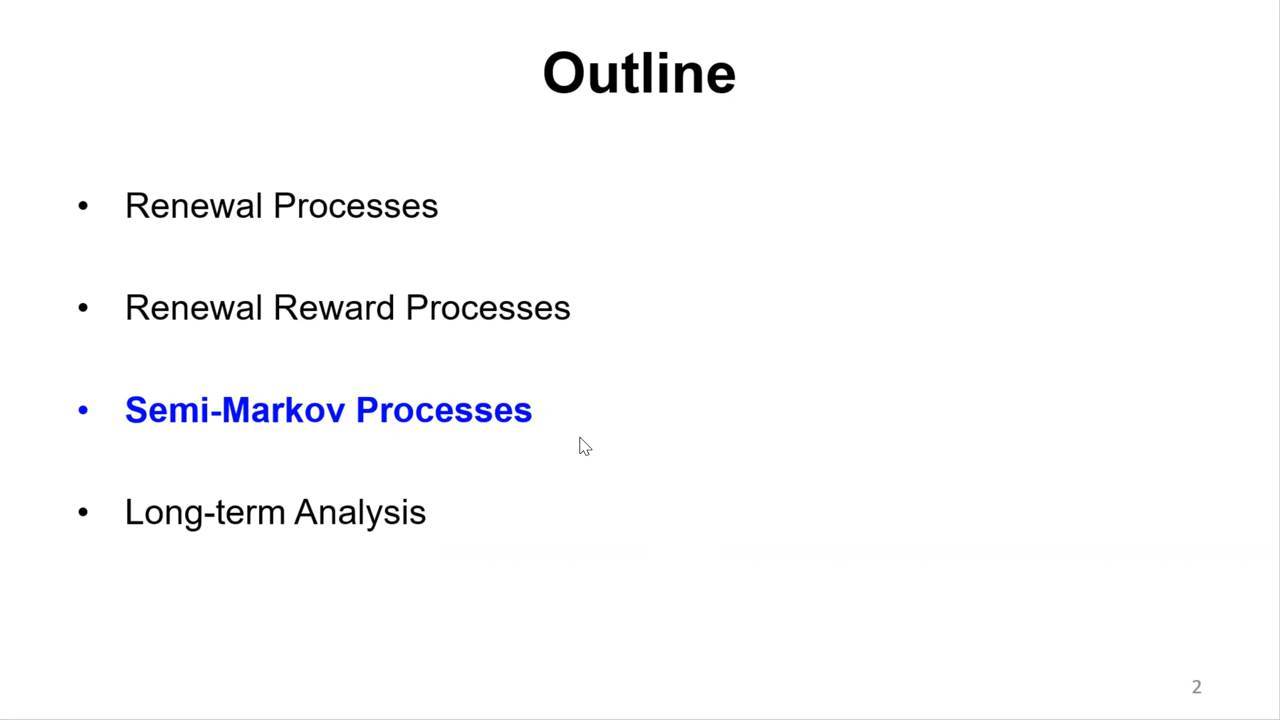 Outline
• Renewal Processes
• Renewal Reward Processes
• Semi-Markov Processes
• Long-term Analysis
2